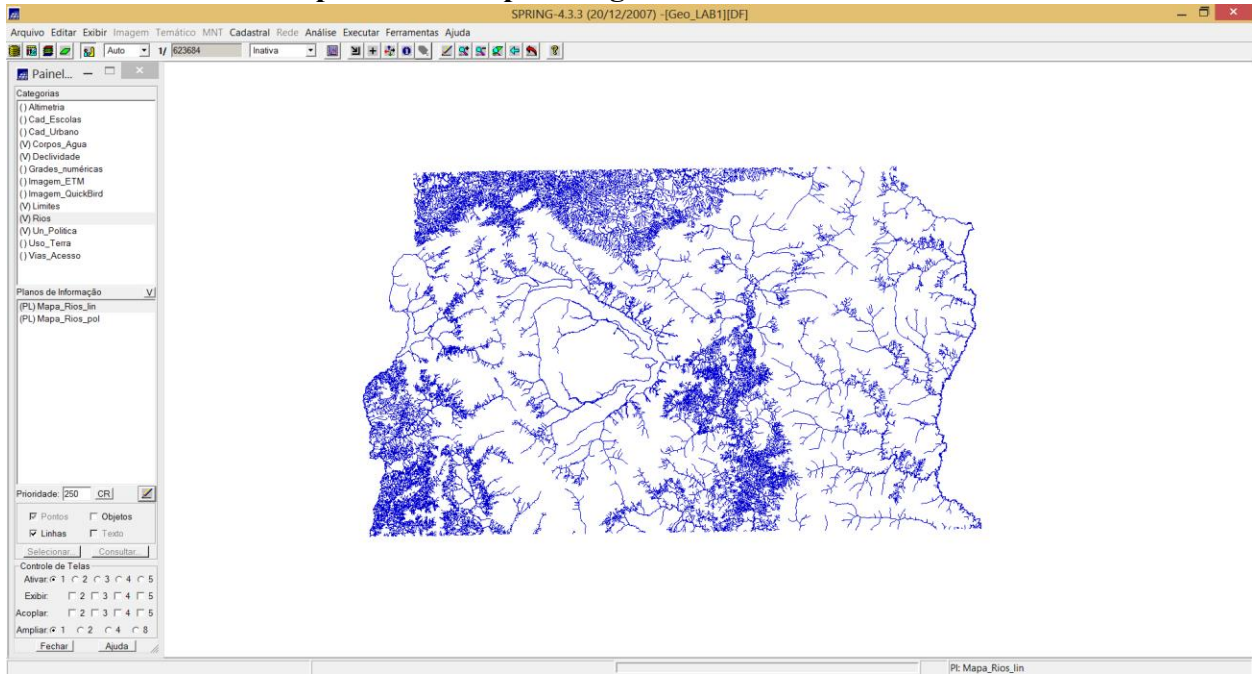 SPRING-4.3.3 (20/12/2007) -[Geo_LAB1][DF]
Arquivo Editar Exibir Imagem Temático MNT Cadastral Rede Análise Executar Ferramentas Ajuda
Auto 1/ 623684 Inativa
Painel...
Categorias
() Altimetria
() Cad_Escolas
() Cad_Urbano
(V) Corpos_Agua
(V) Declividade
() Grades_numéricas
() Imagem_ETM
() Imagem_QuickBird
(V) Limites
(V) Rios
(V) Un_Politica
() Uso_Terra
() Vias_Acesso
Planos de Informação V
(PL) Mapa_Rios_lin
(PL) Mapa_Rios_pol
Prioridade: 250 CR
Pontos Objetos
Linhas Texto
Selecionar... Consultar...
Controle de Telas
Ativar: 1 2 3 4 5
Exibir: 2 3 4 5
Acoplar: 2 3 4 5
Ampliar: 1 2 4 8
Fechar Ajuda
PI: Mapa_Rios_lin